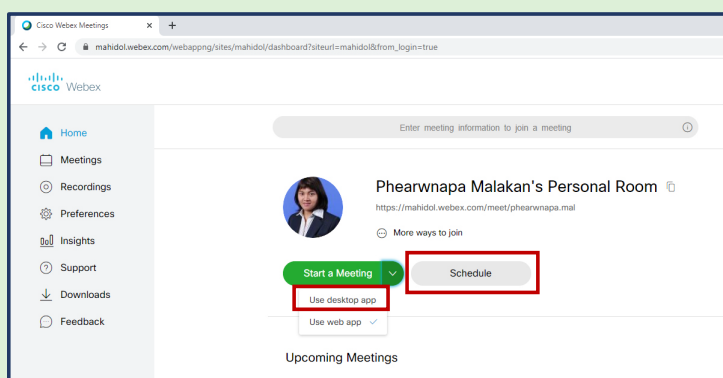 Cisco Webex Meetings
mahidol.webex.com/webappng/sites/mahidol/dashboard?siteurl=mahidol&from_login=true
CISCO Webex
Home
Meetings
Recordings
Preferences
Insights
Support
Downloads
Feedback
Enter meeting information to join a meeting
Phearwnapa Malakan's Personal Room
https://mahidol.webex.com/meet/phearwnapa.mal
More ways to join
Start a Meeting
Schedule
Use desktop app
Use web app
Upcoming Meetings